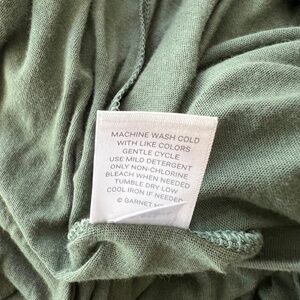 MACHINE WASH COLD
WITH LIKE COLORS
GENTLE CYCLE
USE MILD DETERGENT
ONLY NON-CHLORINE
BLEACH WHEN NEEDED
TUMBLE DRY LOW
COOL IRON IF NEEDED
© GARNET